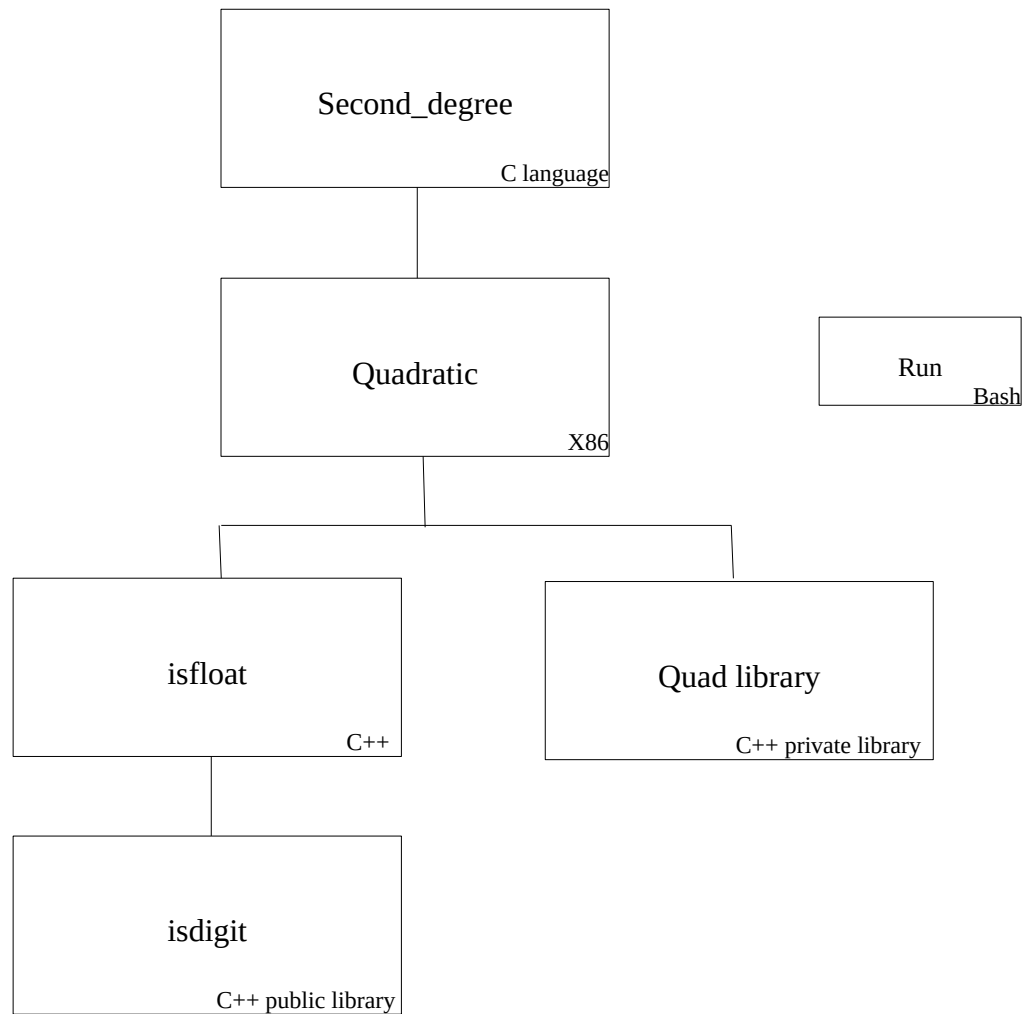 Second_degree
C language
Quadratic
X86
Run
Bash
isfloat
C++
Quad library
C++ private library
isdigit
C++ public library